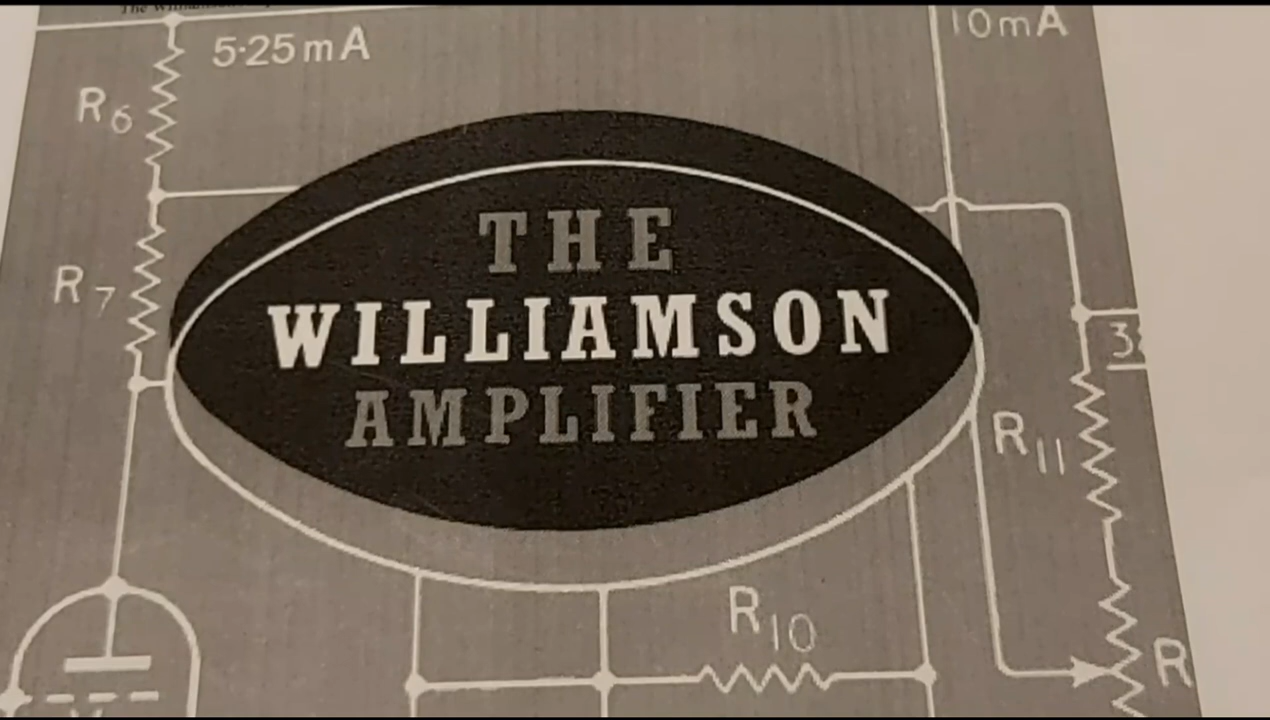 5·25 mA
10mA
R6
THE
R7
WILLIAMSON
AMPLIFIER
R11
R10
R